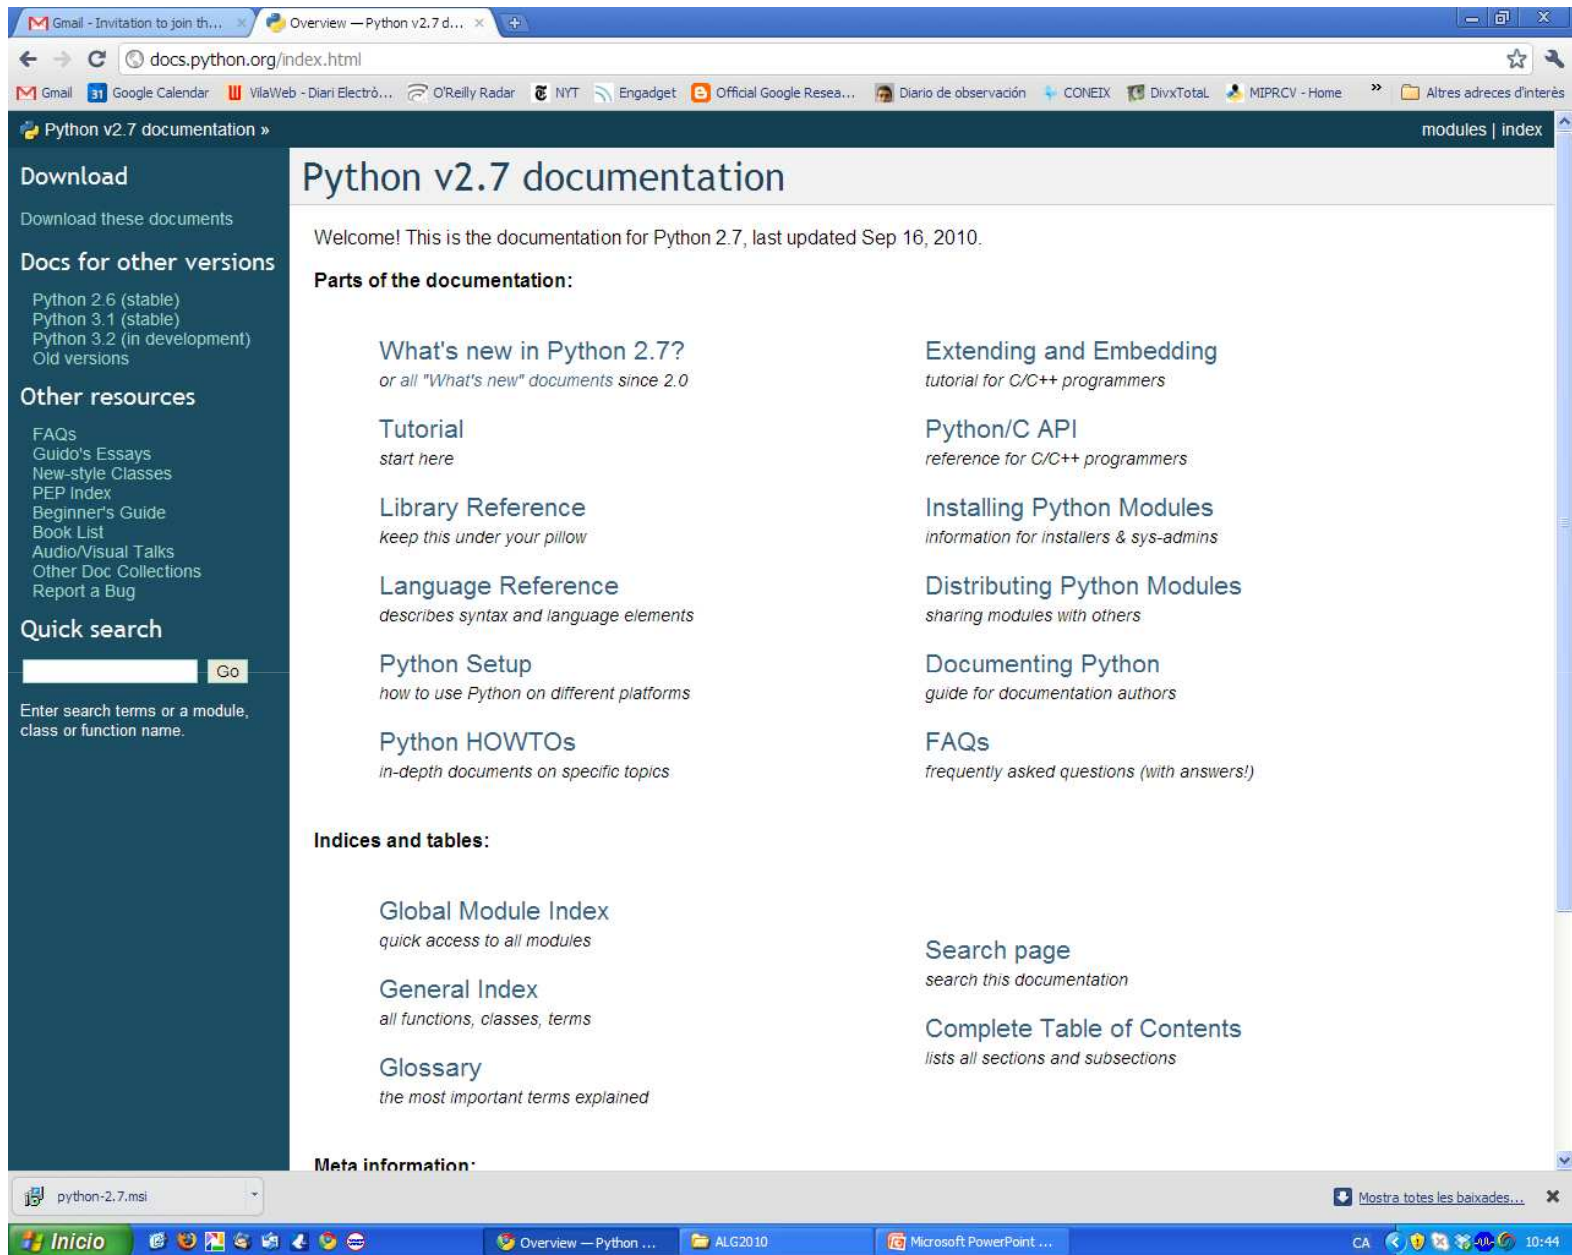 Gmail - Invitation to join th...
Overview — Python v2.7 d...
docs.python.org/index.html
Gmail
31 Google Calendar
VilaWeb - Diari Electrò...
O'Reilly Radar
NYT
Engadget
Official Google Resea...
Diario de observación
CONEIX
DivxTotaL
MIPRCV - Home
»
Altres adreces d'interès
Python v2.7 documentation »
modules | index
Download
Download these documents
Docs for other versions
Python 2.6 (stable)
Python 3.1 (stable)
Python 3.2 (in development)
Old versions
Other resources
FAQs
Guido's Essays
New-style Classes
PEP Index
Beginner's Guide
Book List
Audio/Visual Talks
Other Doc Collections
Report a Bug
Quick search
Go
Enter search terms or a module,
class or function name.
Python v2.7 documentation
Welcome! This is the documentation for Python 2.7, last updated Sep 16, 2010.
Parts of the documentation:
What's new in Python 2.7?
or all "What's new" documents since 2.0
Tutorial
start here
Library Reference
keep this under your pillow
Language Reference
describes syntax and language elements
Python Setup
how to use Python on different platforms
Python HOWTOs
in-depth documents on specific topics
Extending and Embedding
tutorial for C/C++ programmers
Python/C API
reference for C/C++ programmers
Installing Python Modules
information for installers & sys-admins
Distributing Python Modules
sharing modules with others
Documenting Python
guide for documentation authors
FAQs
frequently asked questions (with answers!)
Indices and tables:
Global Module Index
quick access to all modules
General Index
all functions, classes, terms
Glossary
the most important terms explained
Search page
search this documentation
Complete Table of Contents
lists all sections and subsections
Meta information:
python-2.7.msi
Mostra totes les baixades...
Inicio
Overview — Python ...
ALG2010
Microsoft PowerPoint ...
CA
10:44